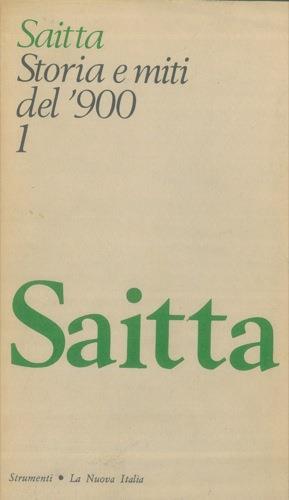 Saitta
Storia e miti
del '900
1
Saitta
Strumenti • La Nuova Italia